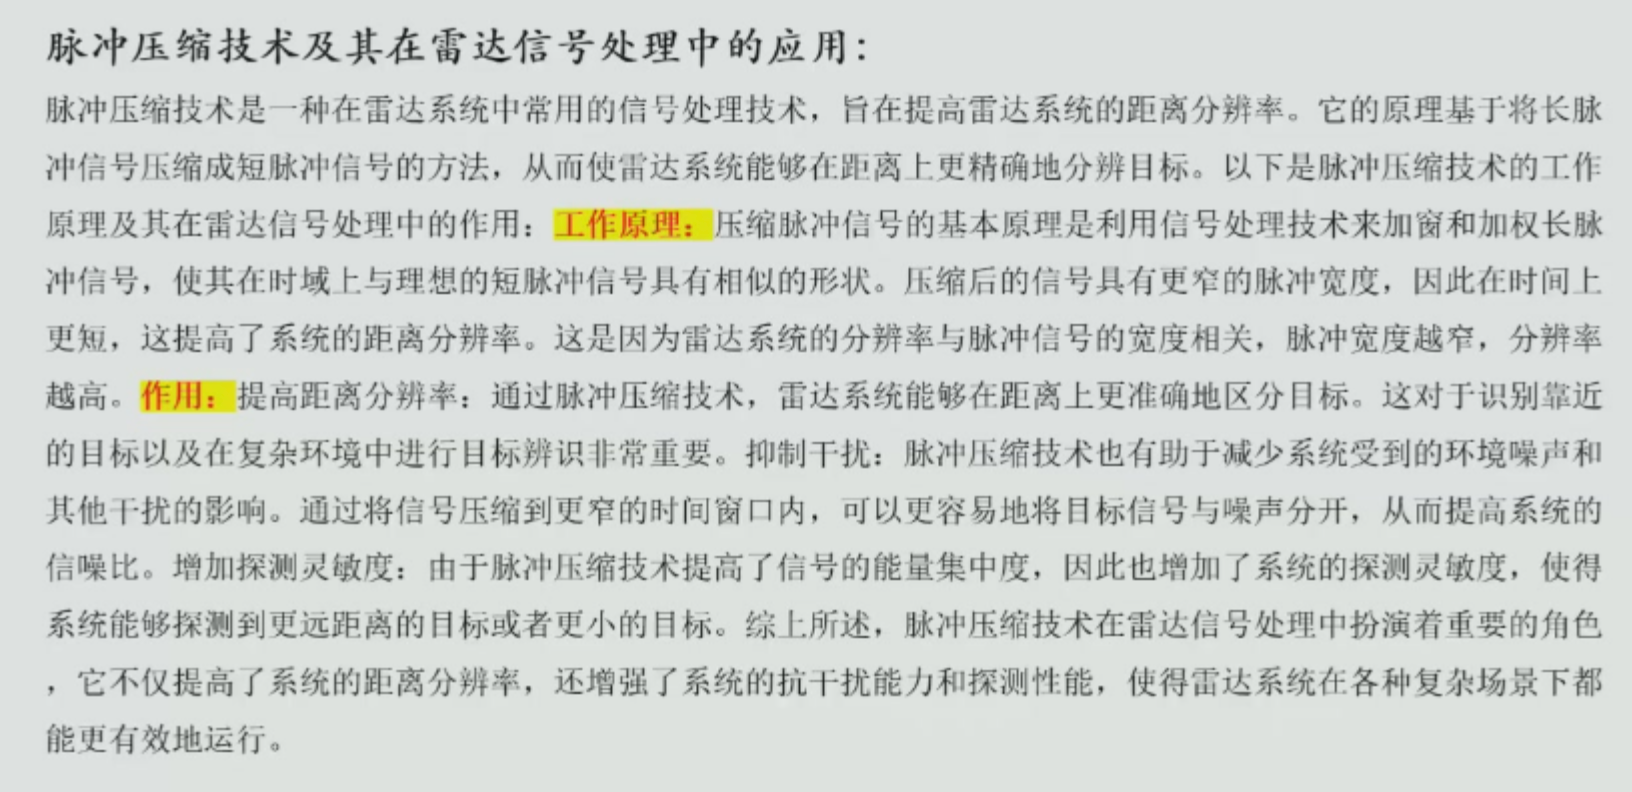 脉冲压缩技术及其在雷达信号处理中的应用：
脉冲压缩技术是一种在雷达系统中常用的信号处理技术，旨在提高雷达系统的距离分辨率。它的原理基于将长脉
冲信号压缩成短脉冲信号的方法，从而使雷达系统能够在距离上更精确地分辨目标。以下是脉冲压缩技术的工作
原理及其在雷达信号处理中的作用：工作原理：压缩脉冲信号的基本原理是利用信号处理技术来加窗和加权长脉
冲信号，使其在时域上与理想的短脉冲信号具有相似的形状。压缩后的信号具有更窄的脉冲宽度，因此在时间上
更短，这提高了系统的距离分辨率。这是因为雷达系统的分辨率与脉冲信号的宽度相关，脉冲宽度越窄，分辨率
越高。作用：提高距离分辨率：通过脉冲压缩技术，雷达系统能够在距离上更准确地区分目标。这对于识别靠近
的目标以及在复杂环境中进行目标辨识非常重要。抑制干扰：脉冲压缩技术也有助于减少系统受到的环境噪声和
其他干扰的影响。通过将信号压缩到更窄的时间窗口内，可以更容易地将目标信号与噪声分开，从而提高系统的
信噪比。增加探测灵敏度：由于脉冲压缩技术提高了信号的能量集中度，因此也增加了系统的探测灵敏度，使得
系统能够探测到更远距离的目标或者更小的目标。综上所述，脉冲压缩技术在雷达信号处理中扮演着重要的角色
，它不仅提高了系统的距离分辨率，还增强了系统的抗干扰能力和探测性能，使得雷达系统在各种复杂场景下都
能更有效地运行。